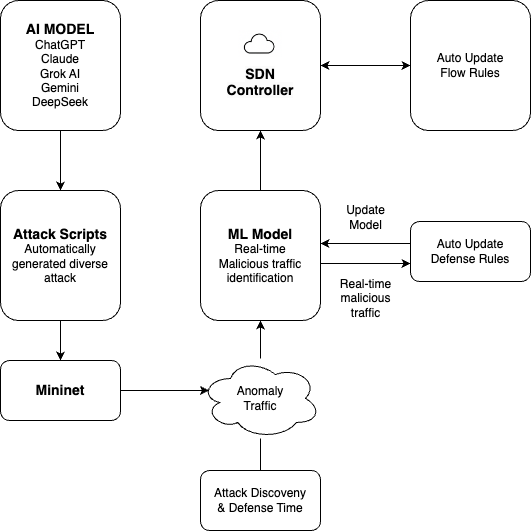 AI MODEL
ChatGPT
Claude
Grok AI
Gemini
DeepSeek
SDN
Controller
Auto Update
Flow Rules
Attack Scripts
Automatically
generated diverse
attack
ML Model
Real-time
Malicious traffic
identification
Update
Model
Real-time
malicious
traffic
Auto Update
Defense Rules
Mininet
Anomaly
Traffic
Attack Discoveny
& Defense Time